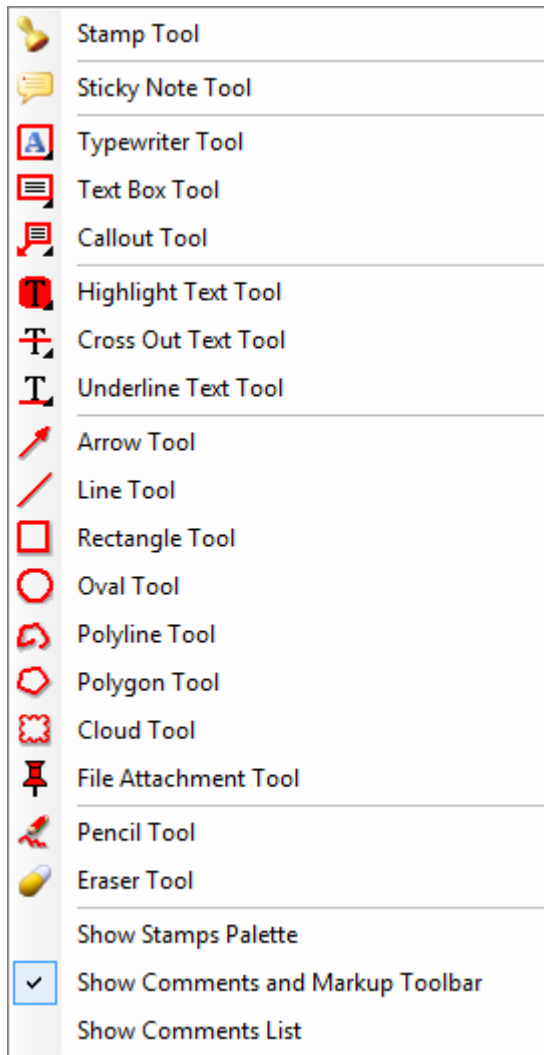 Stamp Tool
Sticky Note Tool
Typewriter Tool
Text Box Tool
Callout Tool
Highlight Text Tool
Cross Out Text Tool
Underline Text Tool
Arrow Tool
Line Tool
Rectangle Tool
Oval Tool
Polyline Tool
Polygon Tool
Cloud Tool
File Attachment Tool
Pencil Tool
Eraser Tool
Show Stamps Palette
Show Comments and Markup Toolbar
Show Comments List